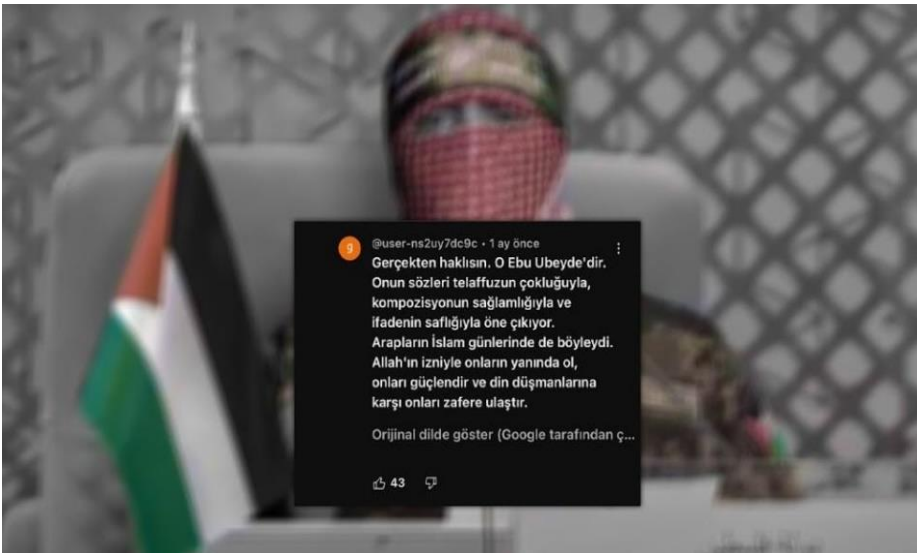 g
@user-ns2uy7dc9c • 1 ay önce
Gerçekten haklısın. O Ebu Ubeyde'dir.
Onun sözleri telaffuzun çokluğuyla,
kompozisyonun sağlamlığıyla ve
ifadenin saflığıyla öne çıkıyor.
Arapların İslam günlerinde de böyleydi.
Allah'ın izniyle onların yanında ol,
onları güçlendir ve din düşmanlarına
karşı onları zafere ulaştır.
Orijinal dilde göster (Google tarafından ç...
43